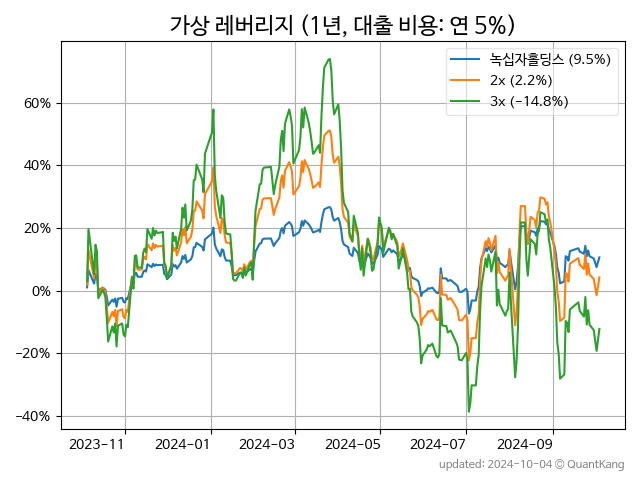 가상 레버리지 (1년, 대출 비용: 연 5%)
녹십자홀딩스 (9.5%)
2x (2.2%)
3x (-14.8%)
60%
40%
20%
0%
-20%
-40%
2023-11 2024-01 2024-03 2024-05 2024-07 2024-09
updated: 2024-10-04 © QuantKang